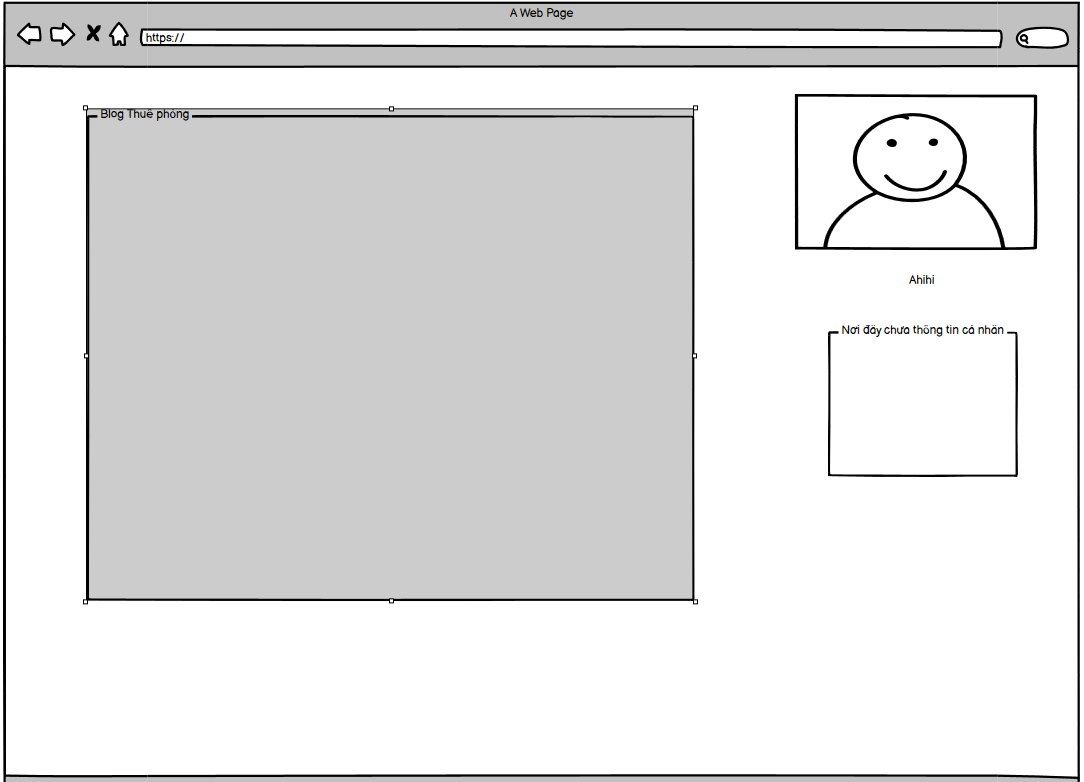 A Web Page
https://
Blog Thuê phòng
Ahihi
Nơi đây chưa thông tin cá nhân